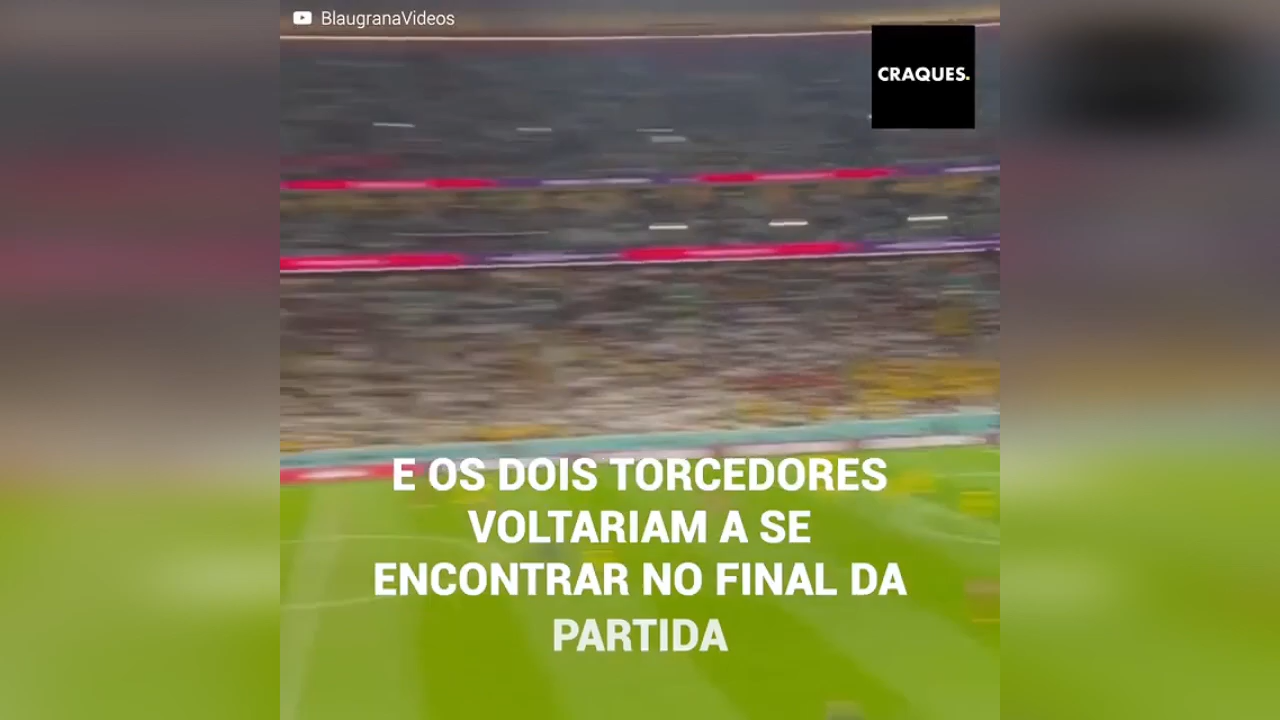 BlaugranaVideos
CRAQUES.
E OS DOIS TORCEDORES
VOLTARIAM A SE
ENCONTRAR NO FINAL DA
PARTIDA